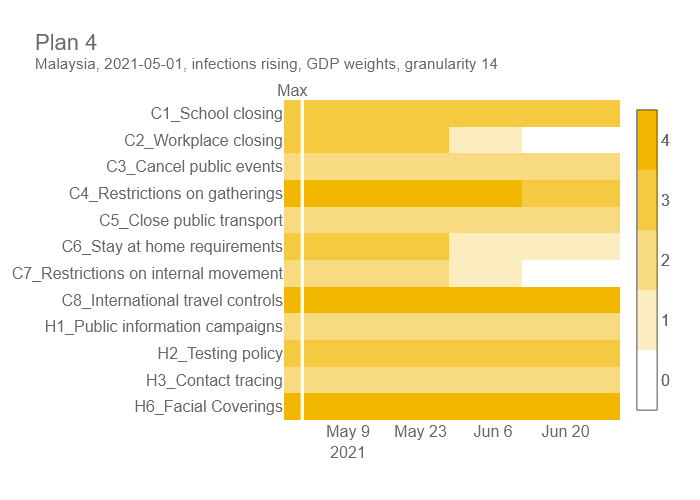 Plan 4
Malaysia, 2021-05-01, infections rising, GDP weights, granularity 14
Max
C1_School closing
C2_Workplace closing
C3_Cancel public events
C4_Restrictions on gatherings
C5_Close public transport
C6_Stay at home requirements
C7_Restrictions on internal movement
C8_International travel controls
H1_Public information campaigns
H2_Testing policy
H3_Contact tracing
H6_Facial Coverings
May 9 May 23 Jun 6 Jun 20
2021
4
3
2
1
0